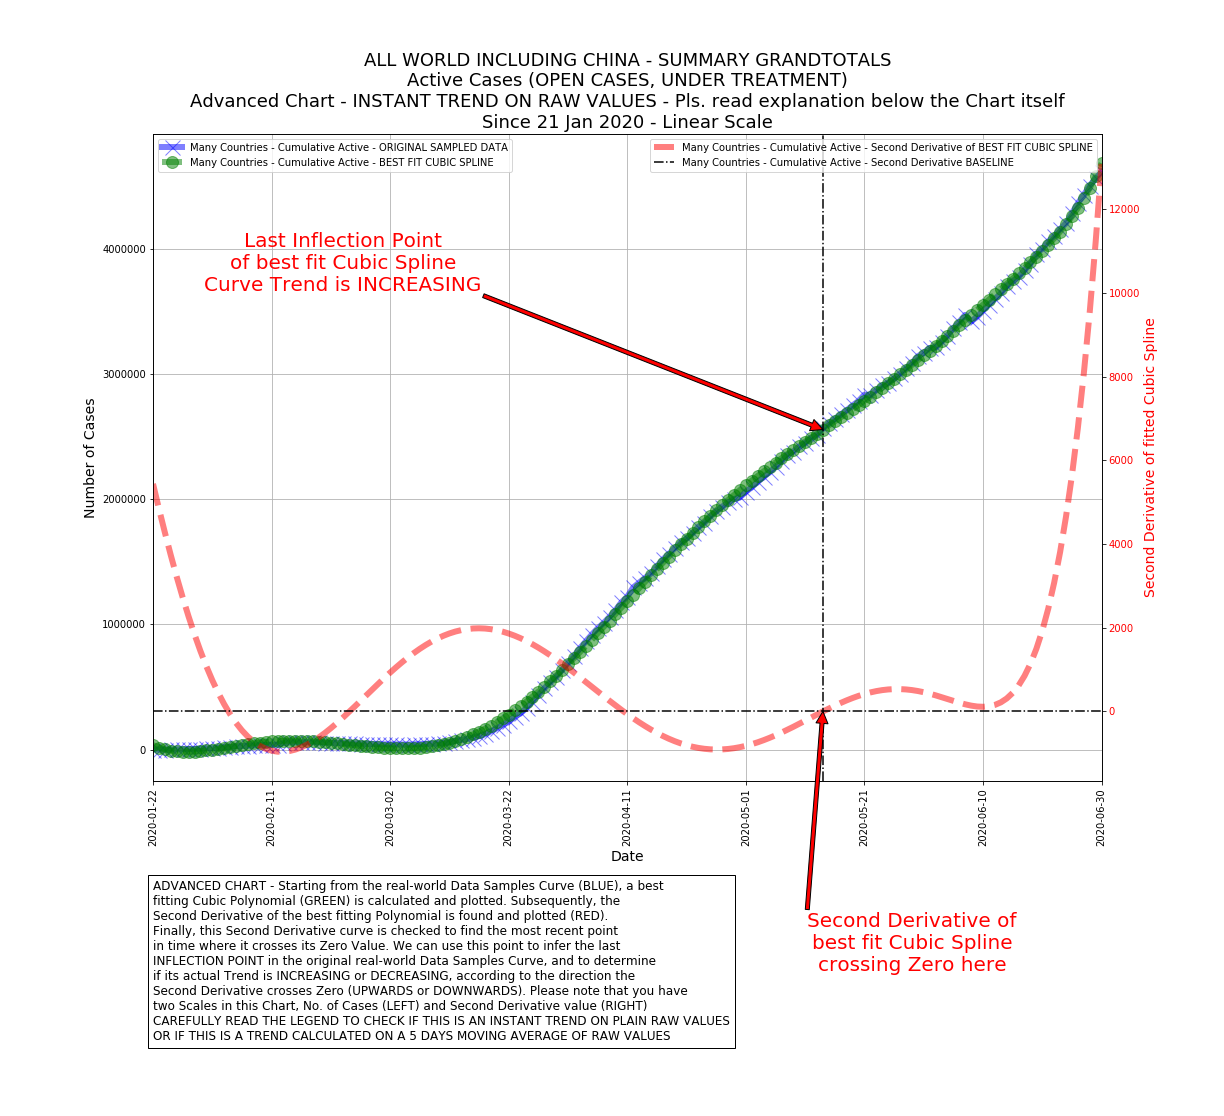 ALL WORLD INCLUDING CHINA - SUMMARY GRANDTOTALS
Active Cases (OPEN CASES, UNDER TREATMENT)
Advanced Chart - INSTANT TREND ON RAW VALUES - Pls. read explanation below the Chart itself
Since 21 Jan 2020 - Linear Scale
Many Countries - Cumulative Active - ORIGINAL SAMPLED DATA
Many Countries - Cumulative Active - BEST FIT CUBIC SPLINE
Many Countries - Cumulative Active - Second Derivative of BEST FIT CUBIC SPLINE
Many Countries - Cumulative Active - Second Derivative BASELINE
Last Inflection Point
of best fit Cubic Spline
Curve Trend is INCREASING
Number of Cases
4000000
3000000
2000000
1000000
0
12000
10000
8000
6000
4000
2000
0
Second Derivative of fitted Cubic Spline
2020-01-22
2020-02-11
2020-03-02
2020-03-22
2020-04-11
2020-05-01
2020-05-21
2020-06-10
2020-06-30
Date
ADVANCED CHART - Starting from the real-world Data Samples Curve (BLUE), a best
fitting Cubic Polynomial (GREEN) is calculated and plotted. Subsequently, the
Second Derivative of the best fitting Polynomial is found and plotted (RED).
Finally, this Second Derivative curve is checked to find the most recent point
in time where it crosses its Zero Value. We can use this point to infer the last
INFLECTION POINT in the original real-world Data Samples Curve, and to determine
if its actual Trend is INCREASING or DECREASING, according to the direction the
Second Derivative crosses Zero (UPWARDS or DOWNWARDS). Please note that you have
two Scales in this Chart, No. of Cases (LEFT) and Second Derivative value (RIGHT)
CAREFULLY READ THE LEGEND TO CHECK IF THIS IS AN INSTANT TREND ON PLAIN RAW VALUES
OR IF THIS IS A TREND CALCULATED ON A 5 DAYS MOVING AVERAGE OF RAW VALUES
Second Derivative of
best fit Cubic Spline
crossing Zero here